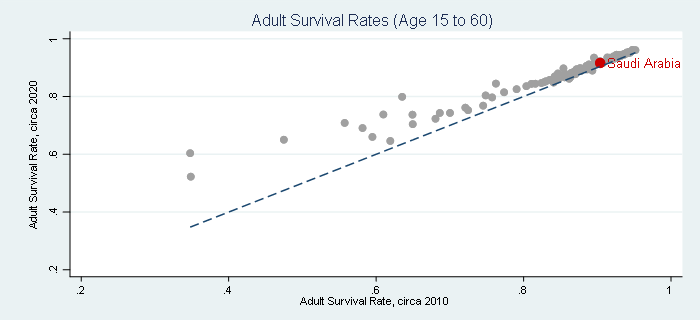 Adult Survival Rates (Age 15 to 60)
Adult Survival Rate, circa 2020
1
.8
.6
.4
.2
Saudi Arabia
.2 .4 .6 .8 1
Adult Survival Rate, circa 2010